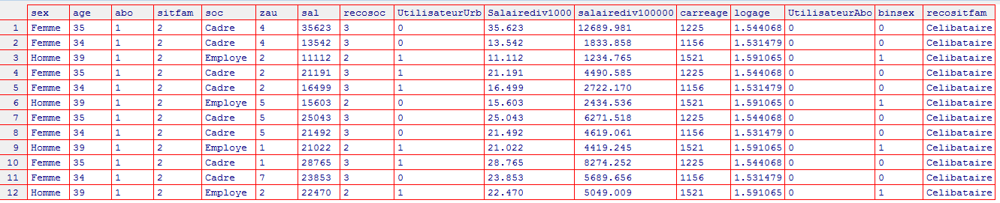 sex age abo sitfam soc zau sal recosoc UtilisateurUrb Salairediv1000 salairediv100000 carreage logage UtilisateurAbo binsex recositfam
1 Femme 35 1 2 Cadre 4 35623 3 0 35.623 12689.981 1225 1.544068 0 0 Celibataire
2 Femme 34 1 2 Cadre 4 13542 3 0 13.542 1833.858 1156 1.531479 0 0 Celibataire
3 Homme 39 1 2 Employe 2 11112 2 1 11.112 1234.765 1521 1.591065 0 1 Celibataire
4 Femme 35 1 2 Cadre 2 21191 3 1 21.191 4490.585 1225 1.544068 0 0 Celibataire
5 Femme 34 1 2 Cadre 2 16499 3 1 16.499 2722.170 1156 1.531479 0 0 Celibataire
6 Homme 39 1 2 Employe 5 15603 2 0 15.603 2434.536 1521 1.591065 0 1 Celibataire
7 Femme 35 1 2 Cadre 5 25043 3 0 25.043 6271.518 1225 1.544068 0 0 Celibataire
8 Femme 34 1 2 Cadre 5 21492 3 0 21.492 4619.061 1156 1.531479 0 0 Celibataire
9 Homme 39 1 2 Employe 1 21022 2 1 21.022 4419.245 1521 1.591065 0 1 Celibataire
10 Femme 35 1 2 Cadre 1 28765 3 1 28.765 8274.252 1225 1.544068 0 0 Celibataire
11 Femme 34 1 2 Cadre 7 23853 3 0 23.853 5689.656 1156 1.531479 0 0 Celibataire
12 Homme 39 1 2 Employe 2 22470 2 1 22.470 5049.009 1521 1.591065 0 1 Celibataire